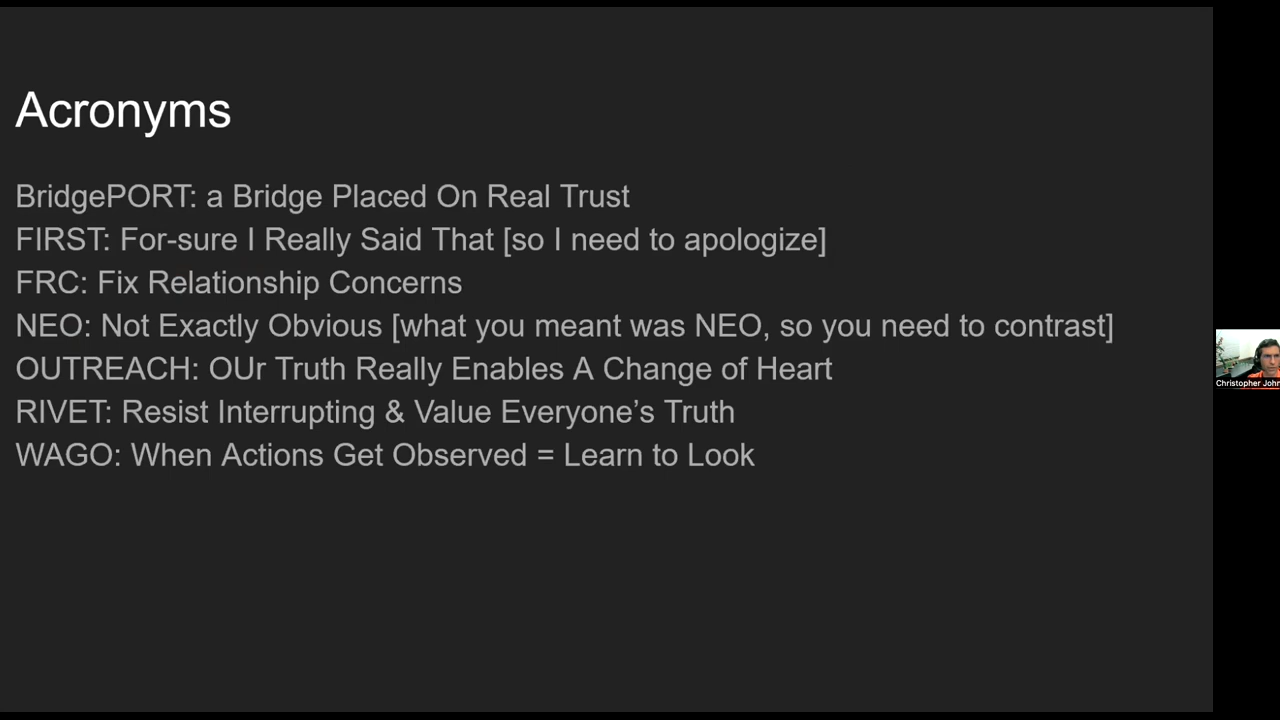 Acronyms
BridgePORT: a Bridge Placed On Real Trust
FIRST: For-sure I Really Said That [so I need to apologize]
FRC: Fix Relationship Concerns
NEO: Not Exactly Obvious [what you meant was NEO, so you need to contrast]
OUTREACH: OUr Truth Really Enables A Change of Heart
RIVET: Resist Interrupting & Value Everyone’s Truth
WAGO: When Actions Get Observed = Learn to Look
Christopher John